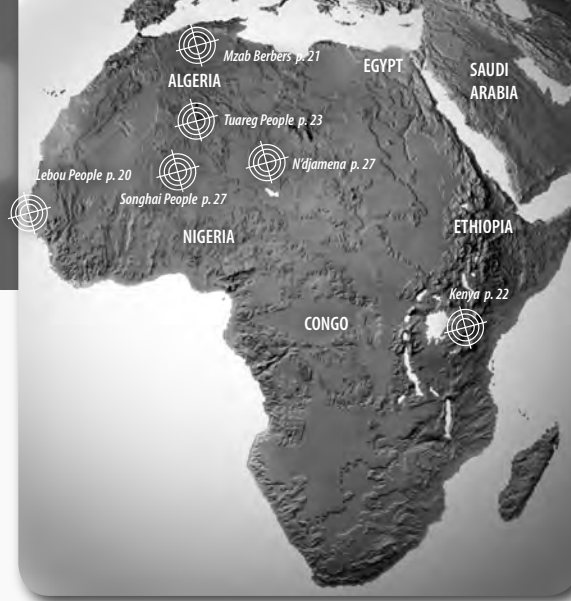 Mzab Berbers p. 21
EGYPT
SAUDI
ARABIA
ALGERIA
Tuareg People p. 23
N'djamena p. 27
Lebou People p. 20
Songhai People p. 27
NIGERIA
ETHIOPIA
Kenya p. 22
CONGO